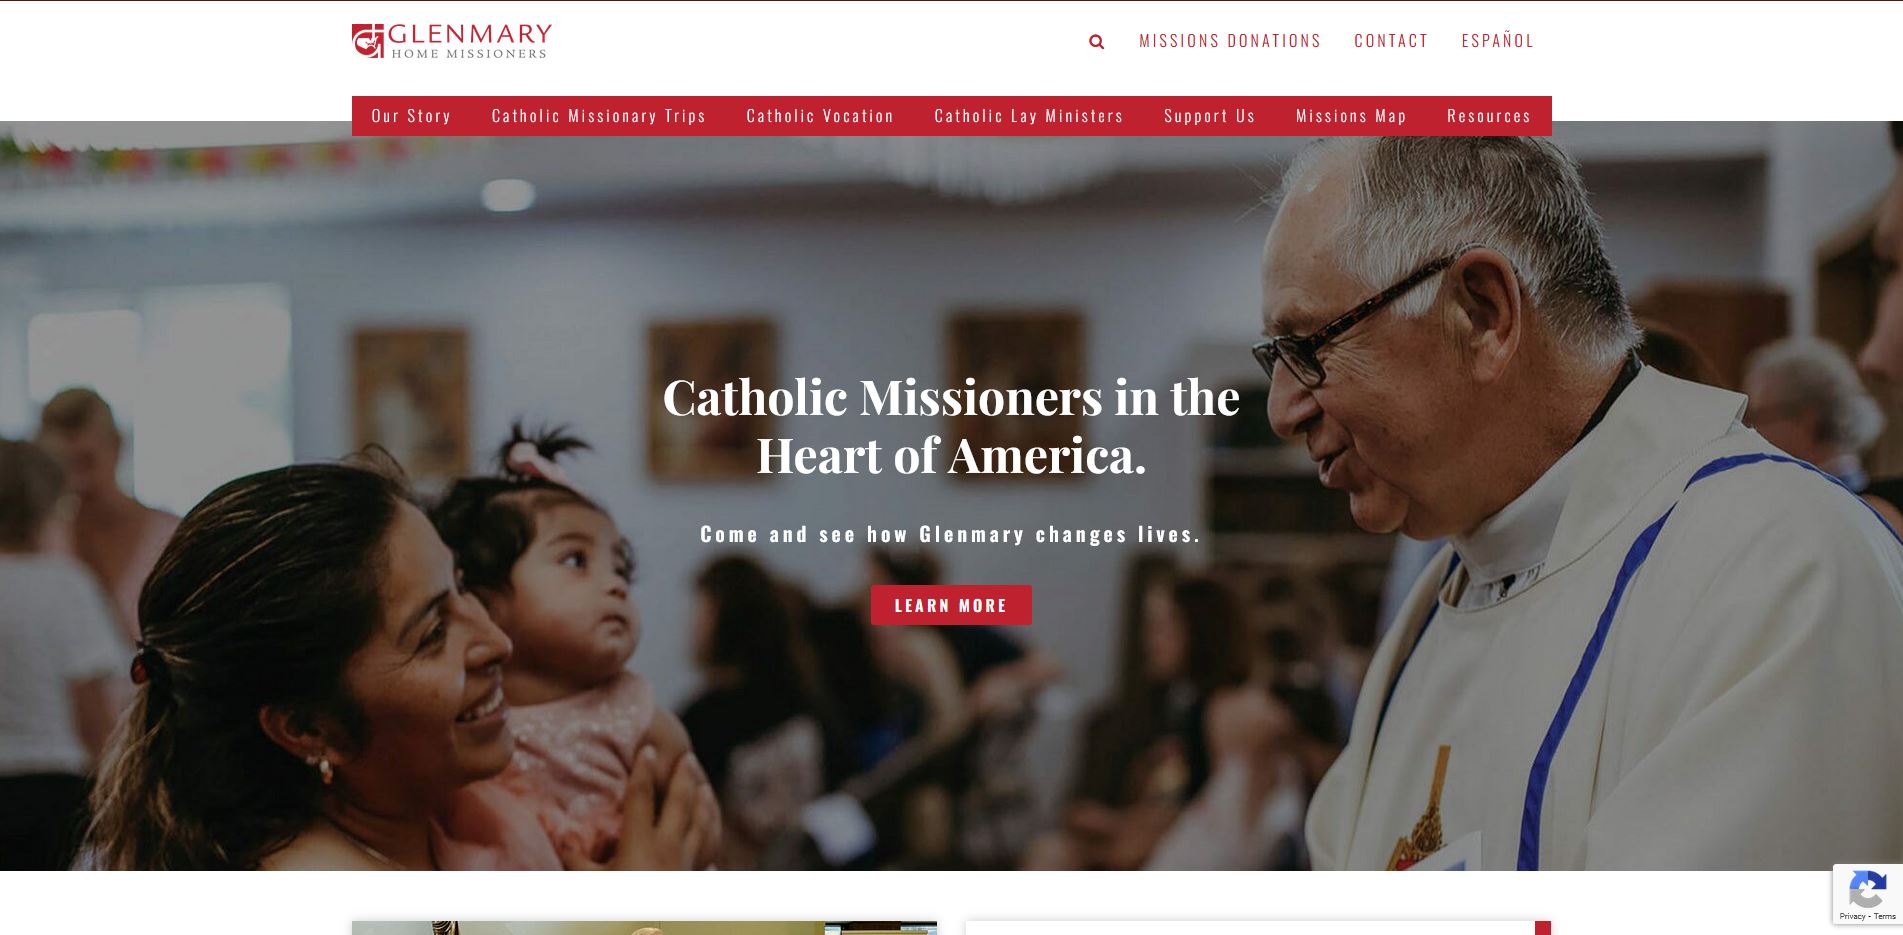 GLENMARY
HOME MISSIONERS
MISSIONS DONATIONS CONTACT ESPAÑOL
Our Story Catholic Missionary Trips Catholic Vocation Catholic Lay Ministers Support Us Missions Map Resources
Catholic Missioners in the
Heart of America.
Come and see how Glenmary changes lives.
LEARN MORE
Privacy - Terms